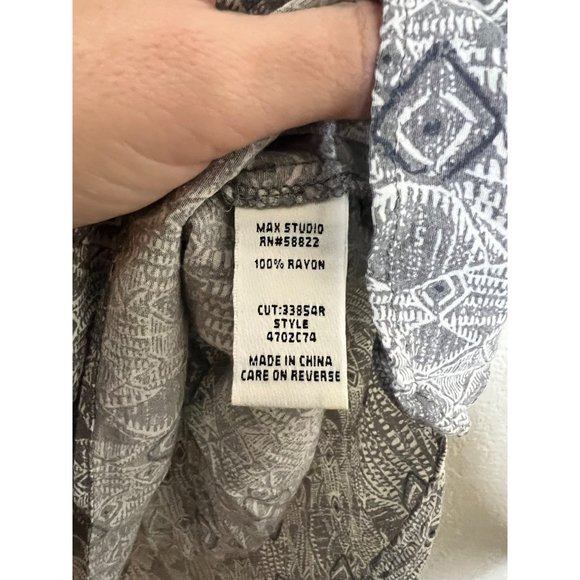 MAX STUDIO
RN#58822
100% RAYON
CUT:33854R
STYLE
4702C74
MADE IN CHINA
CARE ON REVERSE